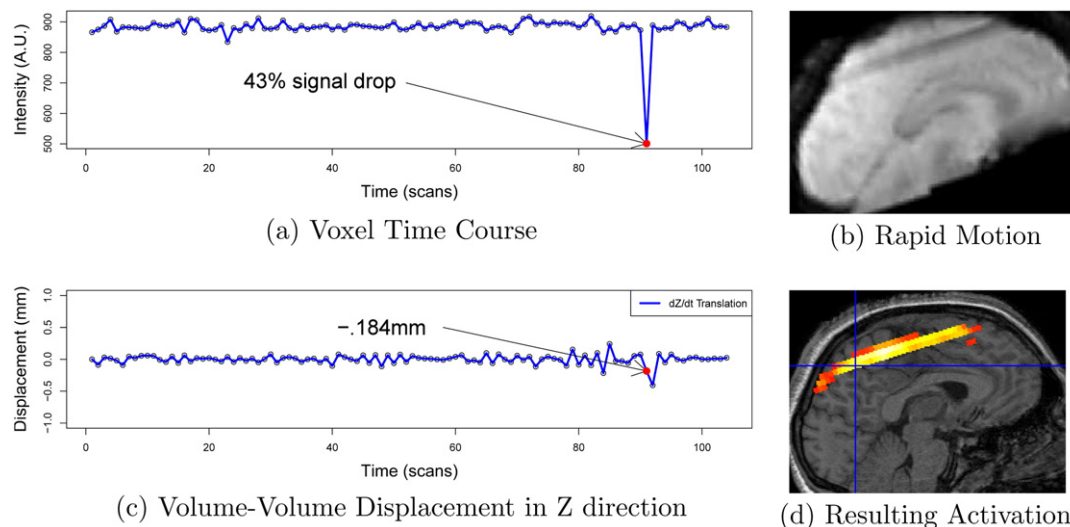 Intensity (A.U.)
900
800
700
600
500
43% signal drop
0
20
40
60
80
100
Time (scans)
(a) Voxel Time Course
(b) Rapid Motion
Displacement (mm)
1.0
0.5
0.0
−0.5
−1.0
dZ/dt Translation
−.184mm
0
20
40
60
80
100
Time (scans)
(c) Volume-Volume Displacement in Z direction
(d) Resulting Activation